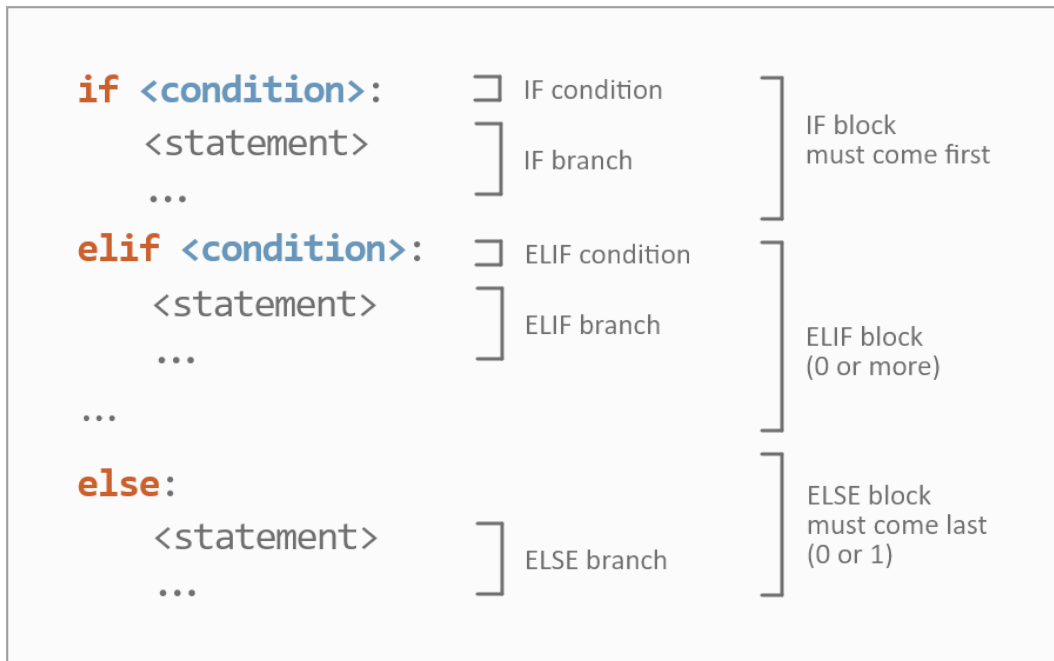 if <condition>:
IF condition
<statement>
IF branch
...
IF block
must come first
elif <condition>:
ELIF condition
<statement>
ELIF branch
...
ELIF block
(0 or more)
...
else:
<statement>
ELSE branch
...
ELSE block
must come last
(0 or 1)